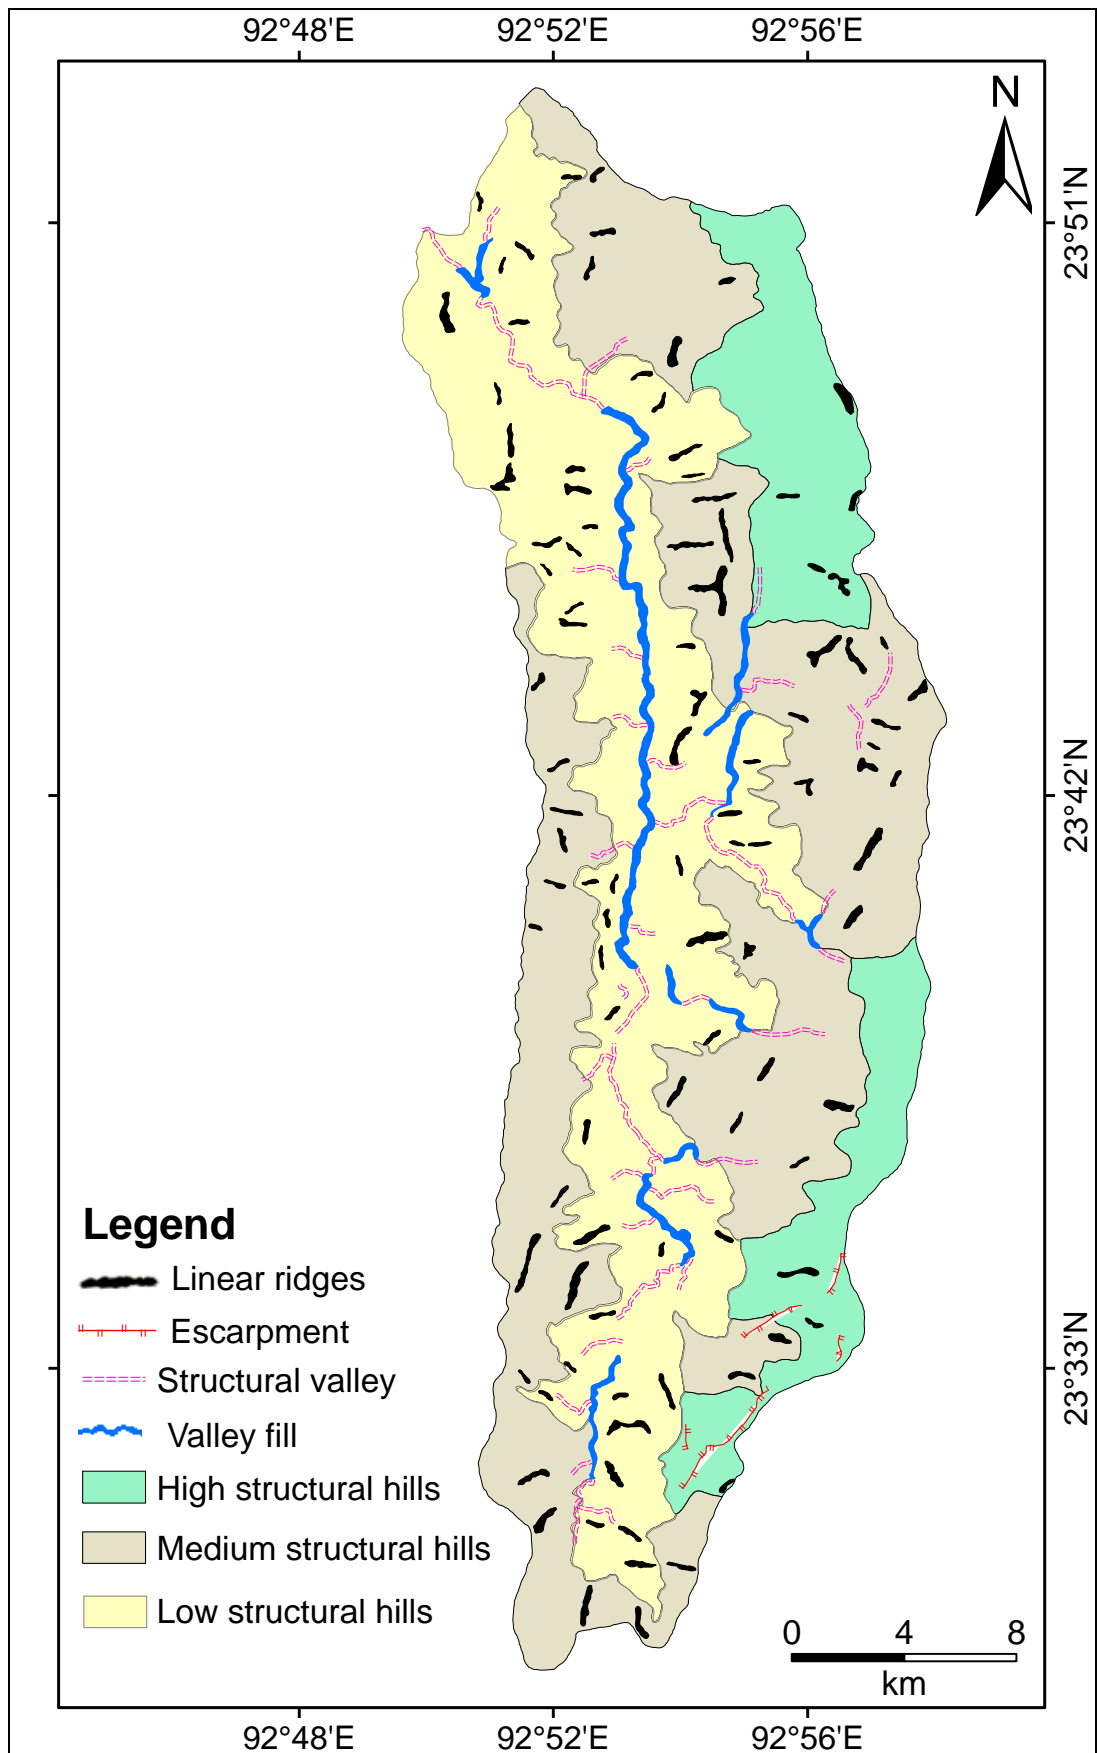 92°48'E 92°52'E 92°56'E
N
23°51'N
23°42'N
23°33'N
Legend
Linear ridges
Escarpment
Structural valley
Valley fill
High structural hills
Medium structural hills
Low structural hills
0 4 8
km
92°48'E 92°52'E 92°56'E